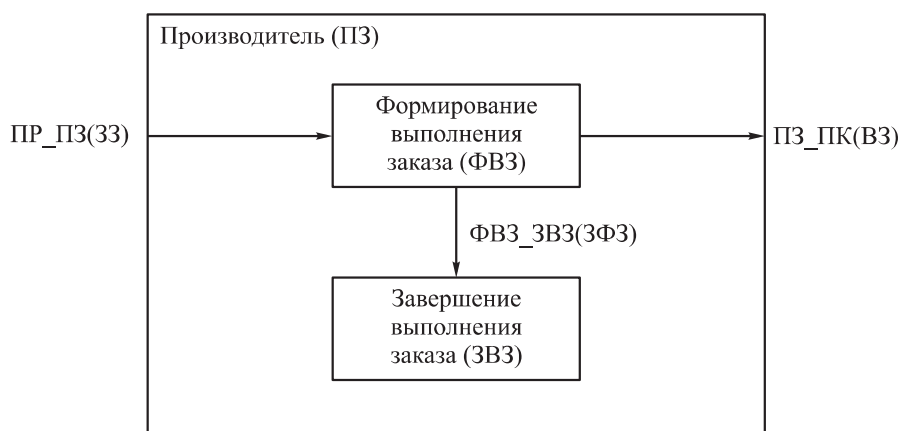 Производитель (ПЗ)
Формирование
выполнения
заказа (ФВЗ)
ПР_ПЗ(ЗЗ)
ПЗ_ПК(ВЗ)
ФВЗ_ЗВЗ(ЗФЗ)
Завершение
выполнения
заказа (ЗВЗ)